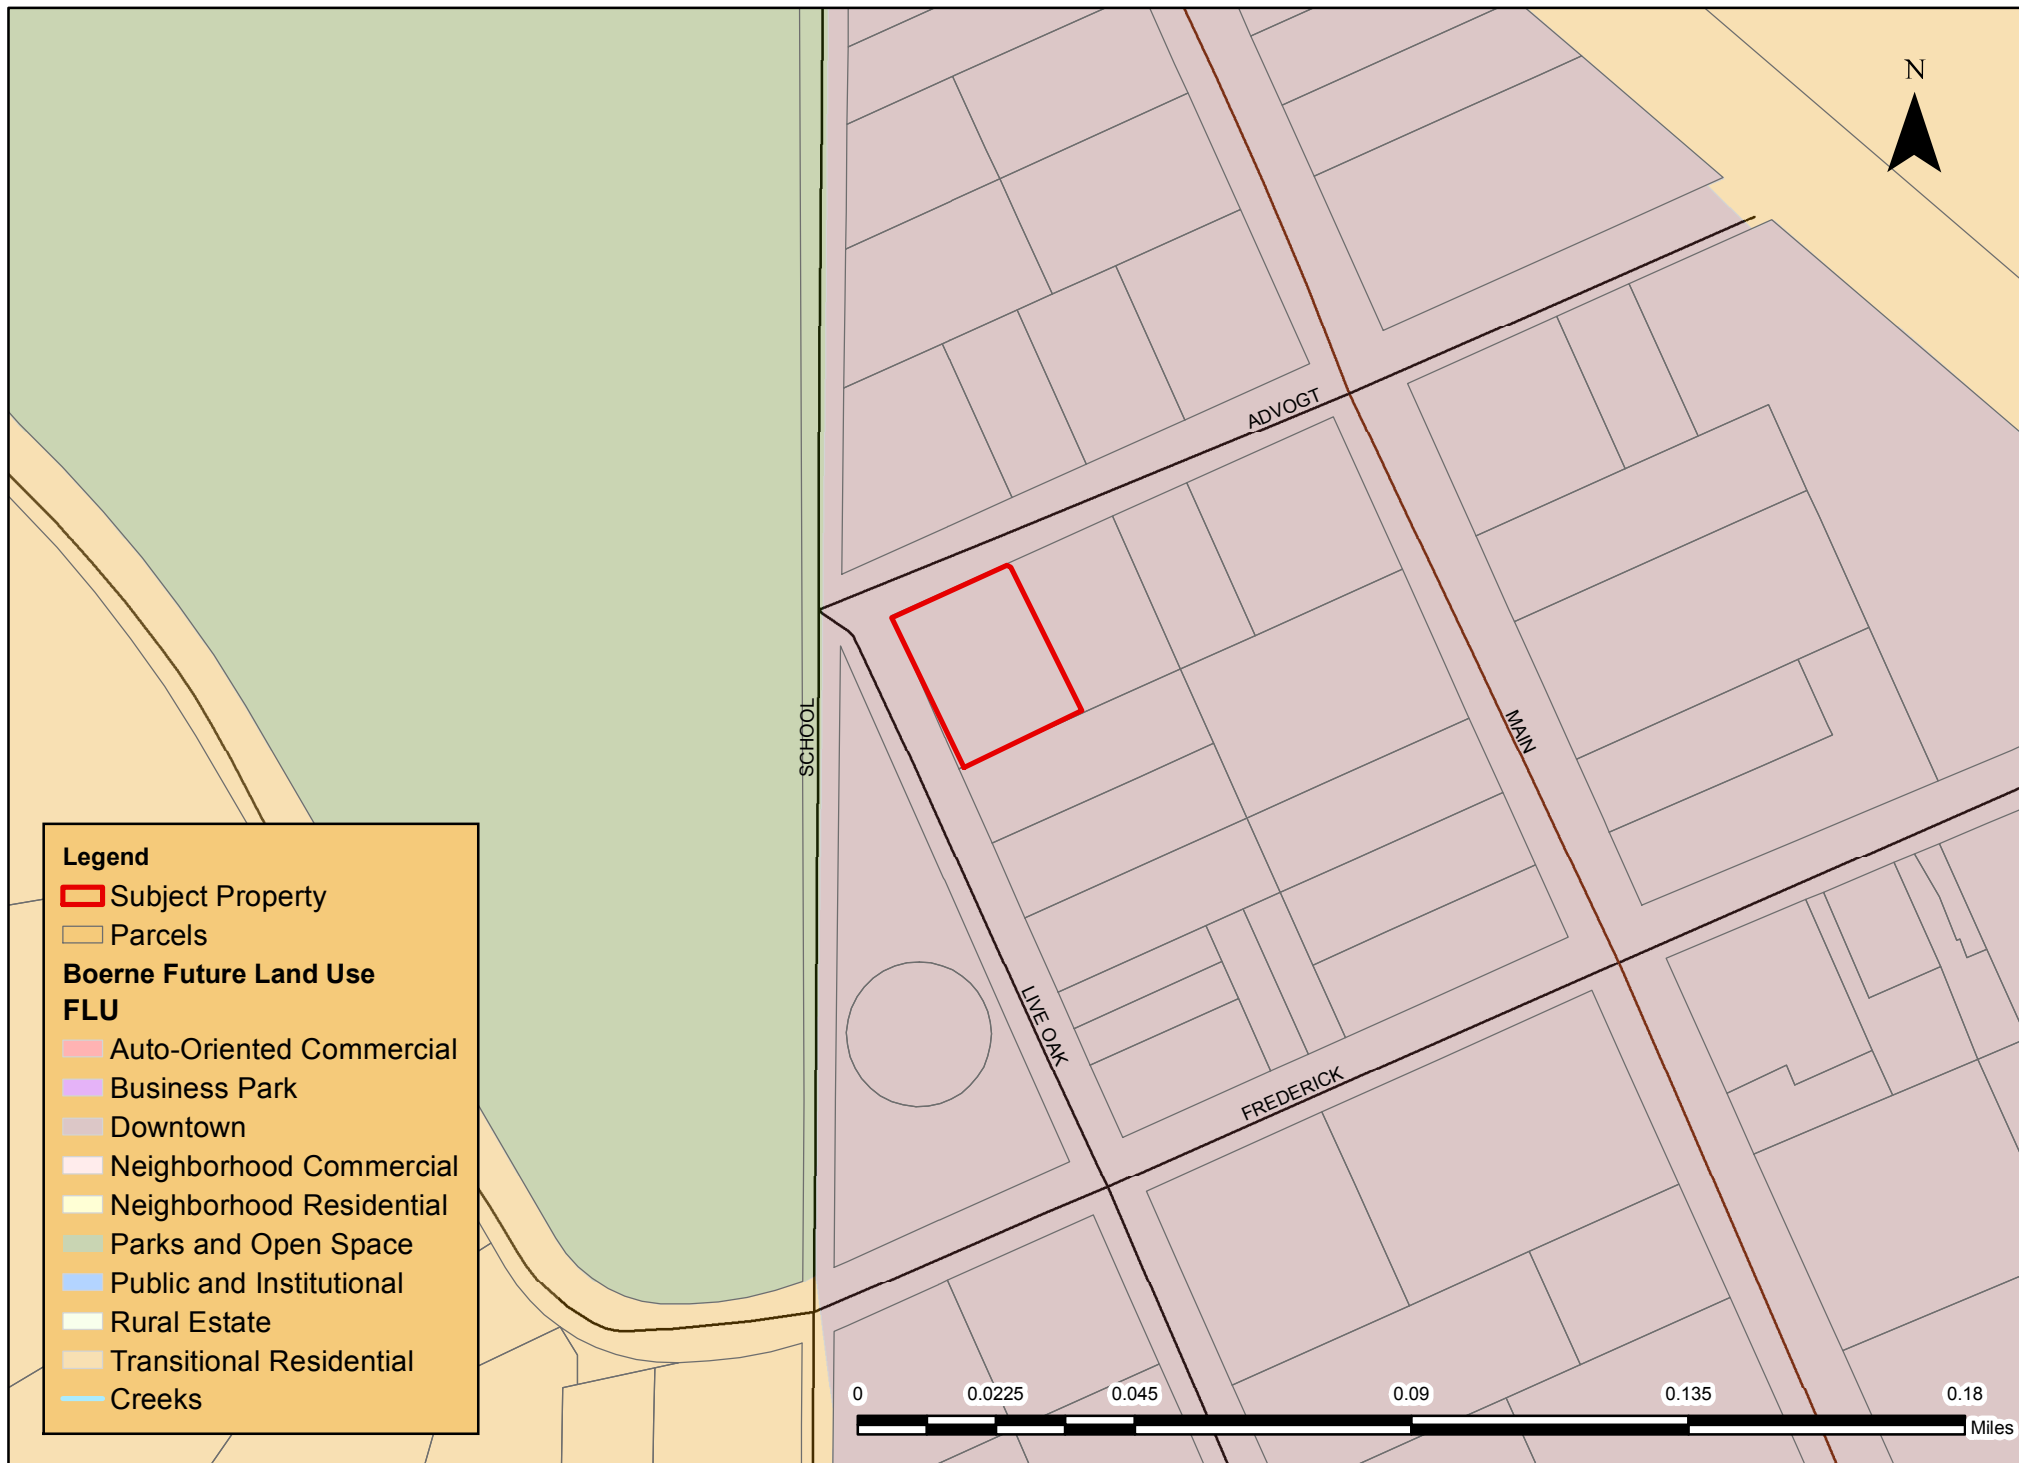 N
ADVOGT
SCHOOL
MAIN
LIVE OAK
FREDERICK
Legend
Subject Property
Parcels
Boerne Future Land Use
FLU
Auto-Oriented Commercial
Business Park
Downtown
Neighborhood Commercial
Neighborhood Residential
Parks and Open Space
Public and Institutional
Rural Estate
Transitional Residential
Creeks
0 0.0225 0.045 0.09 0.135 0.18
Miles